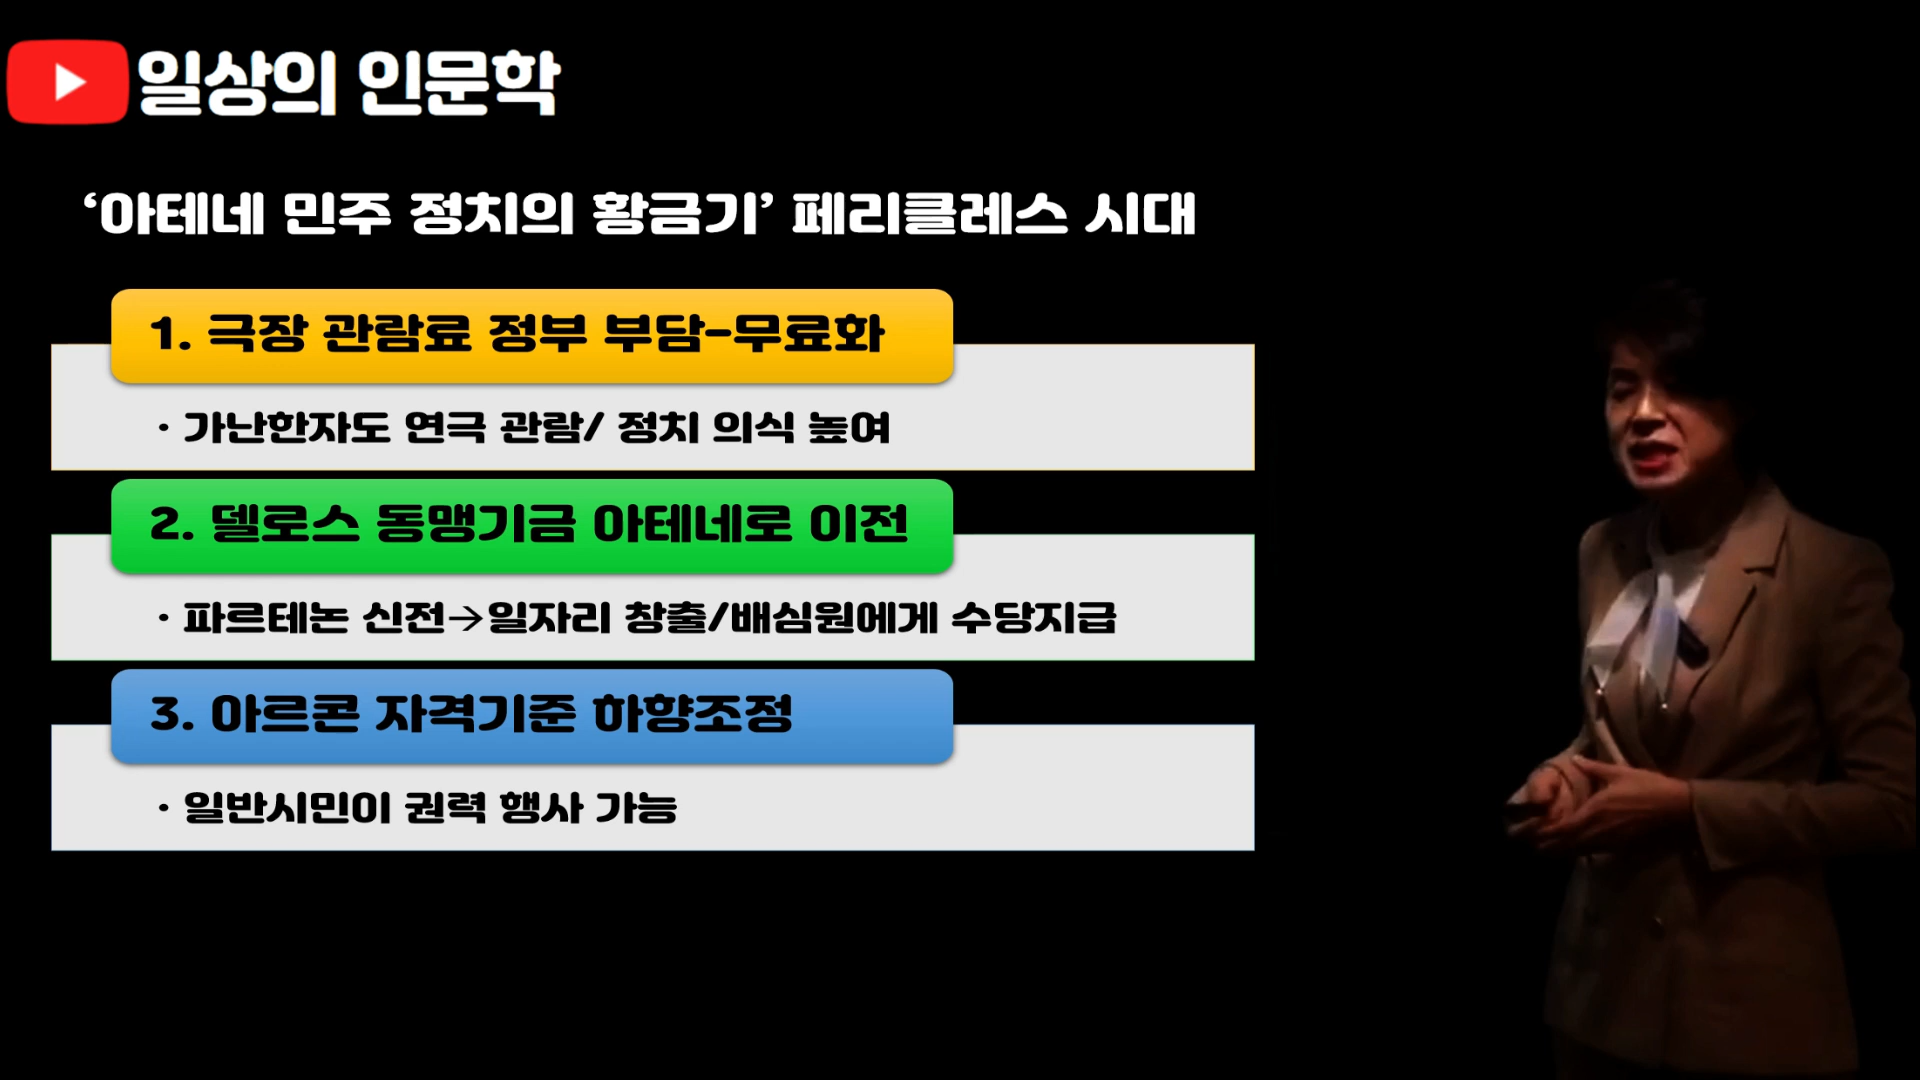 일상의 인문학
‘아테네 민주 정치의 황금기’ 페리클레스 시대
1. 극장 관람료 정부 부담-무료화
· 가난한자도 연극 관람/ 정치 의식 높여
2. 델로스 동맹기금 아테네로 이전
· 파르테논 신전→일자리 창출/배심원에게 수당지급
3. 아르콘 자격기준 하향조정
· 일반시민이 권력 행사 가능